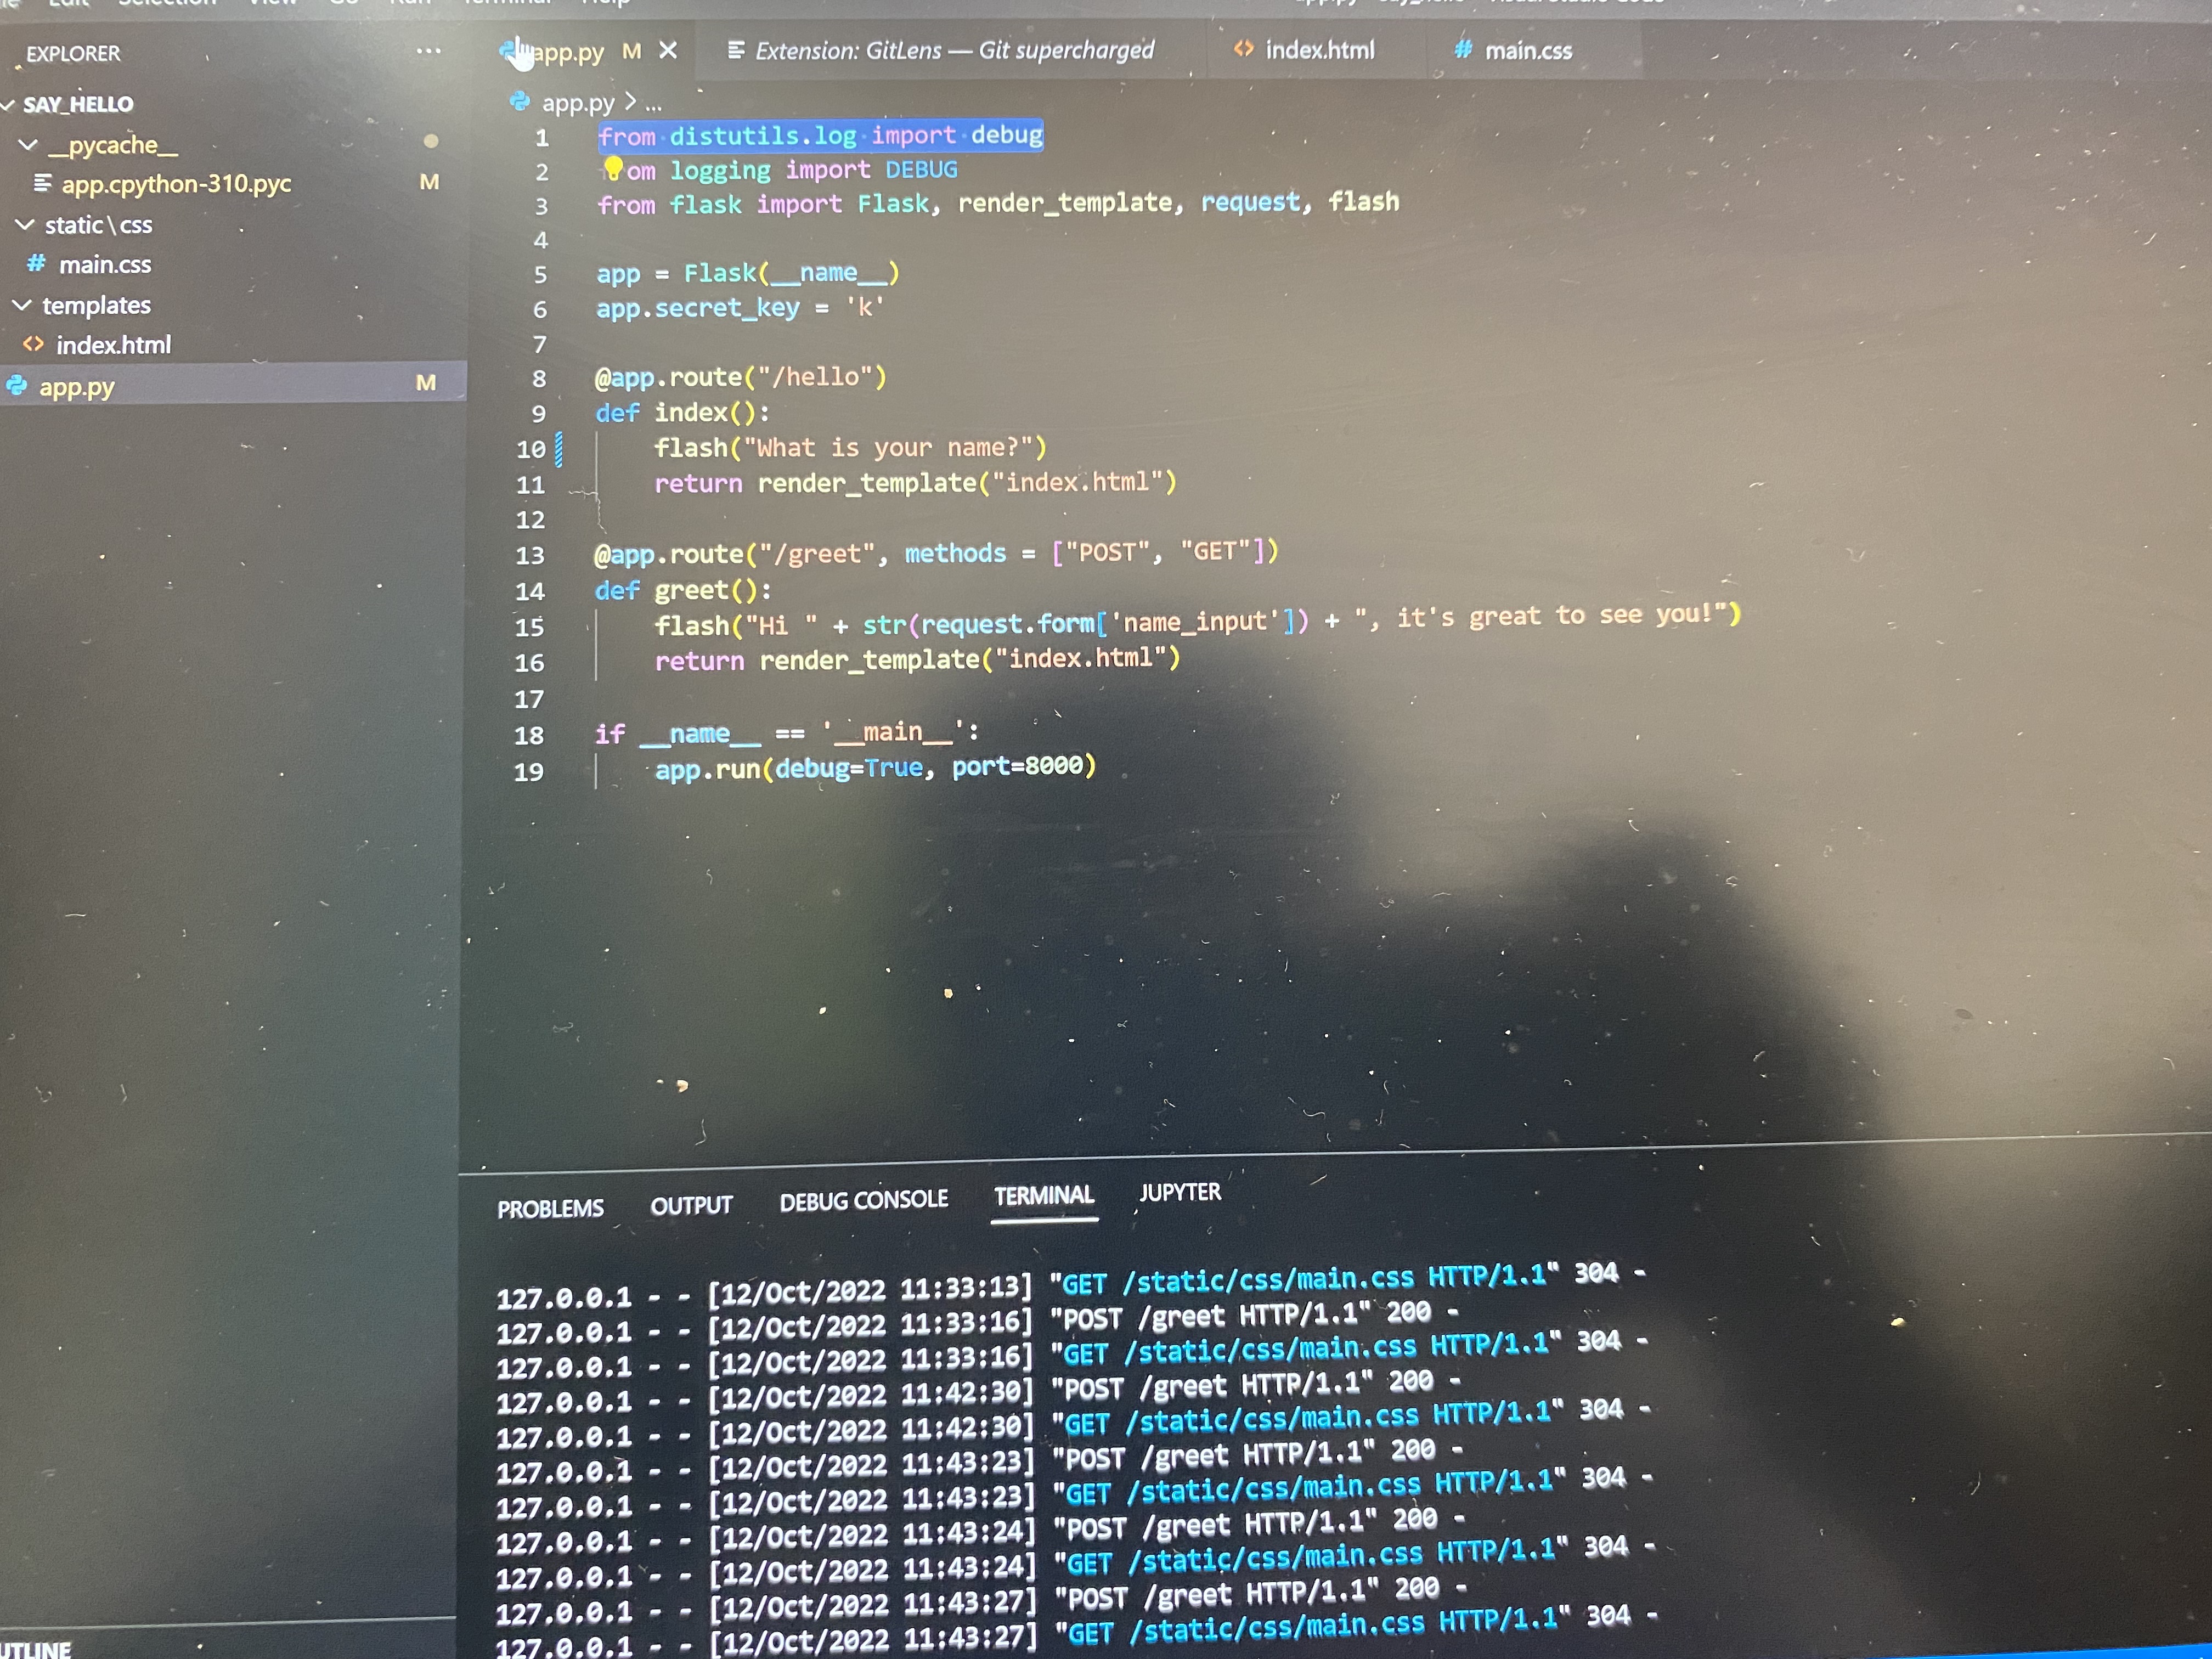 Edit Selection View Go Run Terminal Help
EXPLORER ...
SAY_HELLO
__pycache__
app.cpython-310.pyc M
static\css
main.css
templates
index.html
app.py M
app.py M
Extension: GitLens — Git supercharged
index.html
main.css
app.py > ...
1 from distutils.log import debug
2 om logging import DEBUG
3 from flask import Flask, render_template, request, flash
4
5 app = Flask(__name__)
6 app.secret_key = 'k'
7
8 @app.route("/hello")
9 def index():
10 flash("What is your name?")
11 return render_template("index.html")
12
13 @app.route("/greet", methods = ["POST", "GET"])
14 def greet():
15 flash("Hi " + str(request.form['name_input']) + ", it's great to see you!")
16 return render_template("index.html")
17
18 if __name__ == '__main__':
19 app.run(debug=True, port=8000)
PROBLEMS OUTPUT DEBUG CONSOLE TERMINAL JUPYTER
127.0.0.1 - - [12/Oct/2022 11:33:13] "GET /static/css/main.css HTTP/1.1" 304 -
127.0.0.1 - - [12/Oct/2022 11:33:16] "POST /greet HTTP/1.1" 200 -
127.0.0.1 - - [12/Oct/2022 11:33:16] "GET /static/css/main.css HTTP/1.1" 304 -
127.0.0.1 - - [12/Oct/2022 11:42:30] "POST /greet HTTP/1.1" 200 -
127.0.0.1 - - [12/Oct/2022 11:42:30] "GET /static/css/main.css HTTP/1.1" 304 -
127.0.0.1 - - [12/Oct/2022 11:43:23] "POST /greet HTTP/1.1" 200 -
127.0.0.1 - - [12/Oct/2022 11:43:23] "GET /static/css/main.css HTTP/1.1" 304 -
127.0.0.1 - - [12/Oct/2022 11:43:24] "POST /greet HTTP/1.1" 200 -
127.0.0.1 - - [12/Oct/2022 11:43:24] "GET /static/css/main.css HTTP/1.1" 304 -
127.0.0.1 - - [12/Oct/2022 11:43:27] "POST /greet HTTP/1.1" 200 -
127.0.0.1 - - [12/Oct/2022 11:43:27] "GET /static/css/main.css HTTP/1.1" 304 -
UTLINE